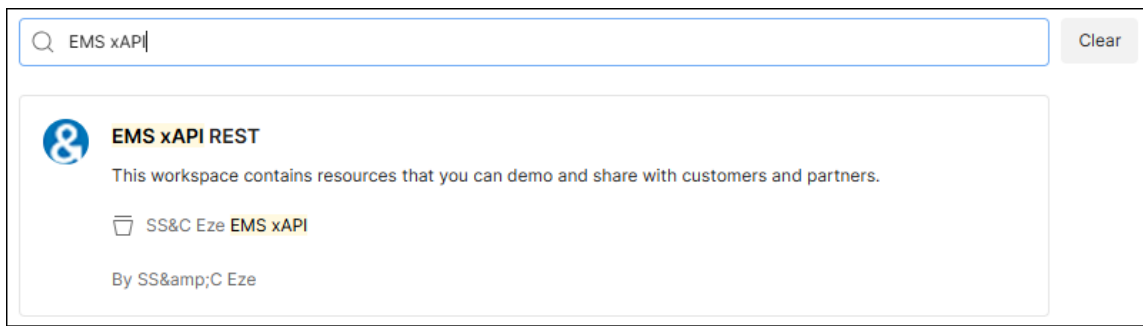 EMS xAPI
Clear
EMS xAPI REST
This workspace contains resources that you can demo and share with customers and partners.
SS&C Eze EMS xAPI
By SS&amp;C Eze